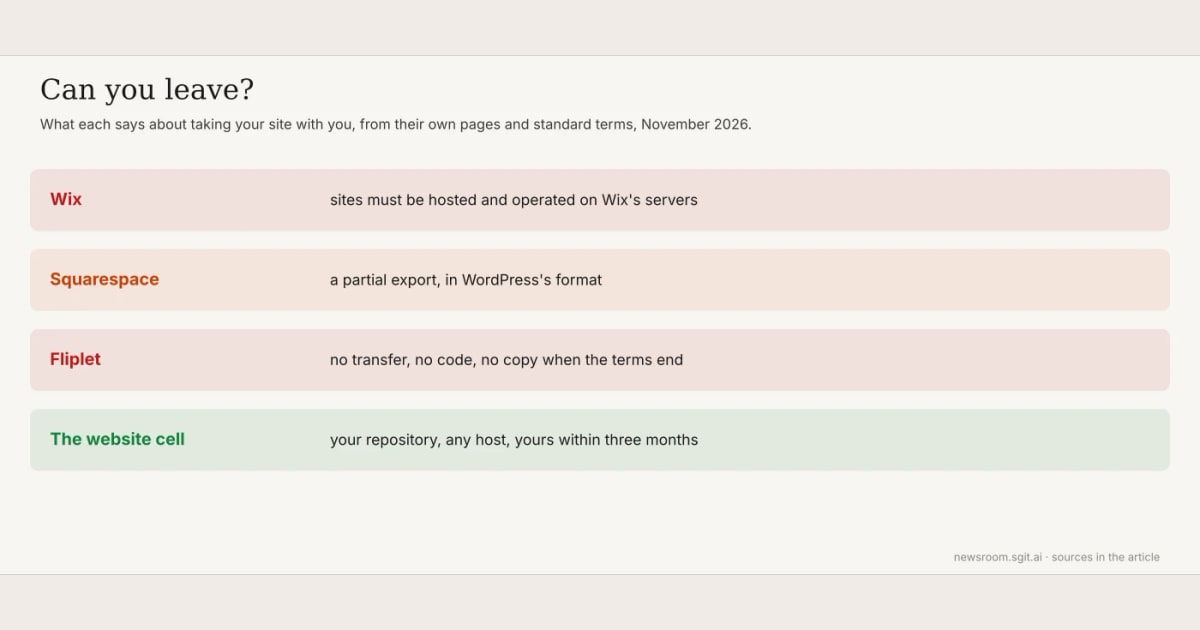 Can you leave?
What each says about taking your site with you, from their own pages and standard terms, November 2026.
Wix
sites must be hosted and operated on Wix's servers
Squarespace
a partial export, in WordPress's format
Fliplet
no transfer, no code, no copy when the terms end
The website cell
your repository, any host, yours within three months
newsroom.sgit.ai · sources in the article